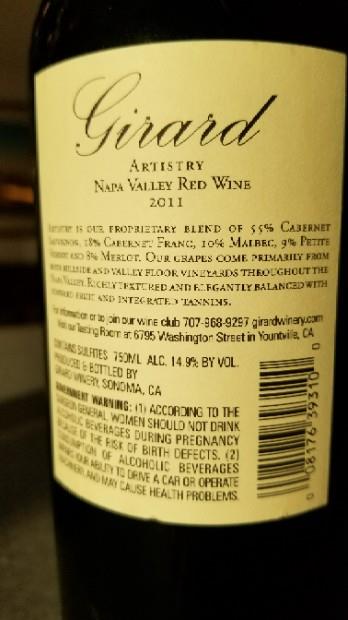 Girard
ARTISTRY
NAPA VALLEY RED WINE
2011
ARTISTRY IS OUR PROPRIETARY BLEND OF 55% CABERNET
SAUVIGNON, 18% CABERNET FRANC, 10% MALBEC, 9% PETITE
VERDOT AND 8% MERLOT. OUR GRAPES COME PRIMARILY FROM
BOTH HILLSIDE AND VALLEY FLOOR VINEYARDS THROUGHOUT THE
NAPA VALLEY. RICHLY TEXTURED AND ELEGANTLY BALANCED WITH
FRUIT AND INTEGRATED TANNINS.
For information or to join our wine club 707-968-9297 girardwinery.com
Visit our Tasting Room at 6795 Washington Street in Yountville, CA
CONTAINS SULFITES 750ML ALC. 14.9% BY VOL.
PRODUCED & BOTTLED BY
GIRARD WINERY, SONOMA, CA
GOVERNMENT WARNING: (1) ACCORDING TO THE
SURGEON GENERAL, WOMEN SHOULD NOT DRINK
ALCOHOLIC BEVERAGES DURING PREGNANCY
BECAUSE OF THE RISK OF BIRTH DEFECTS. (2)
CONSUMPTION OF ALCOHOLIC BEVERAGES
IMPAIRS YOUR ABILITY TO DRIVE A CAR OR OPERATE
MACHINERY, AND MAY CAUSE HEALTH PROBLEMS.
0 08176 39310 0